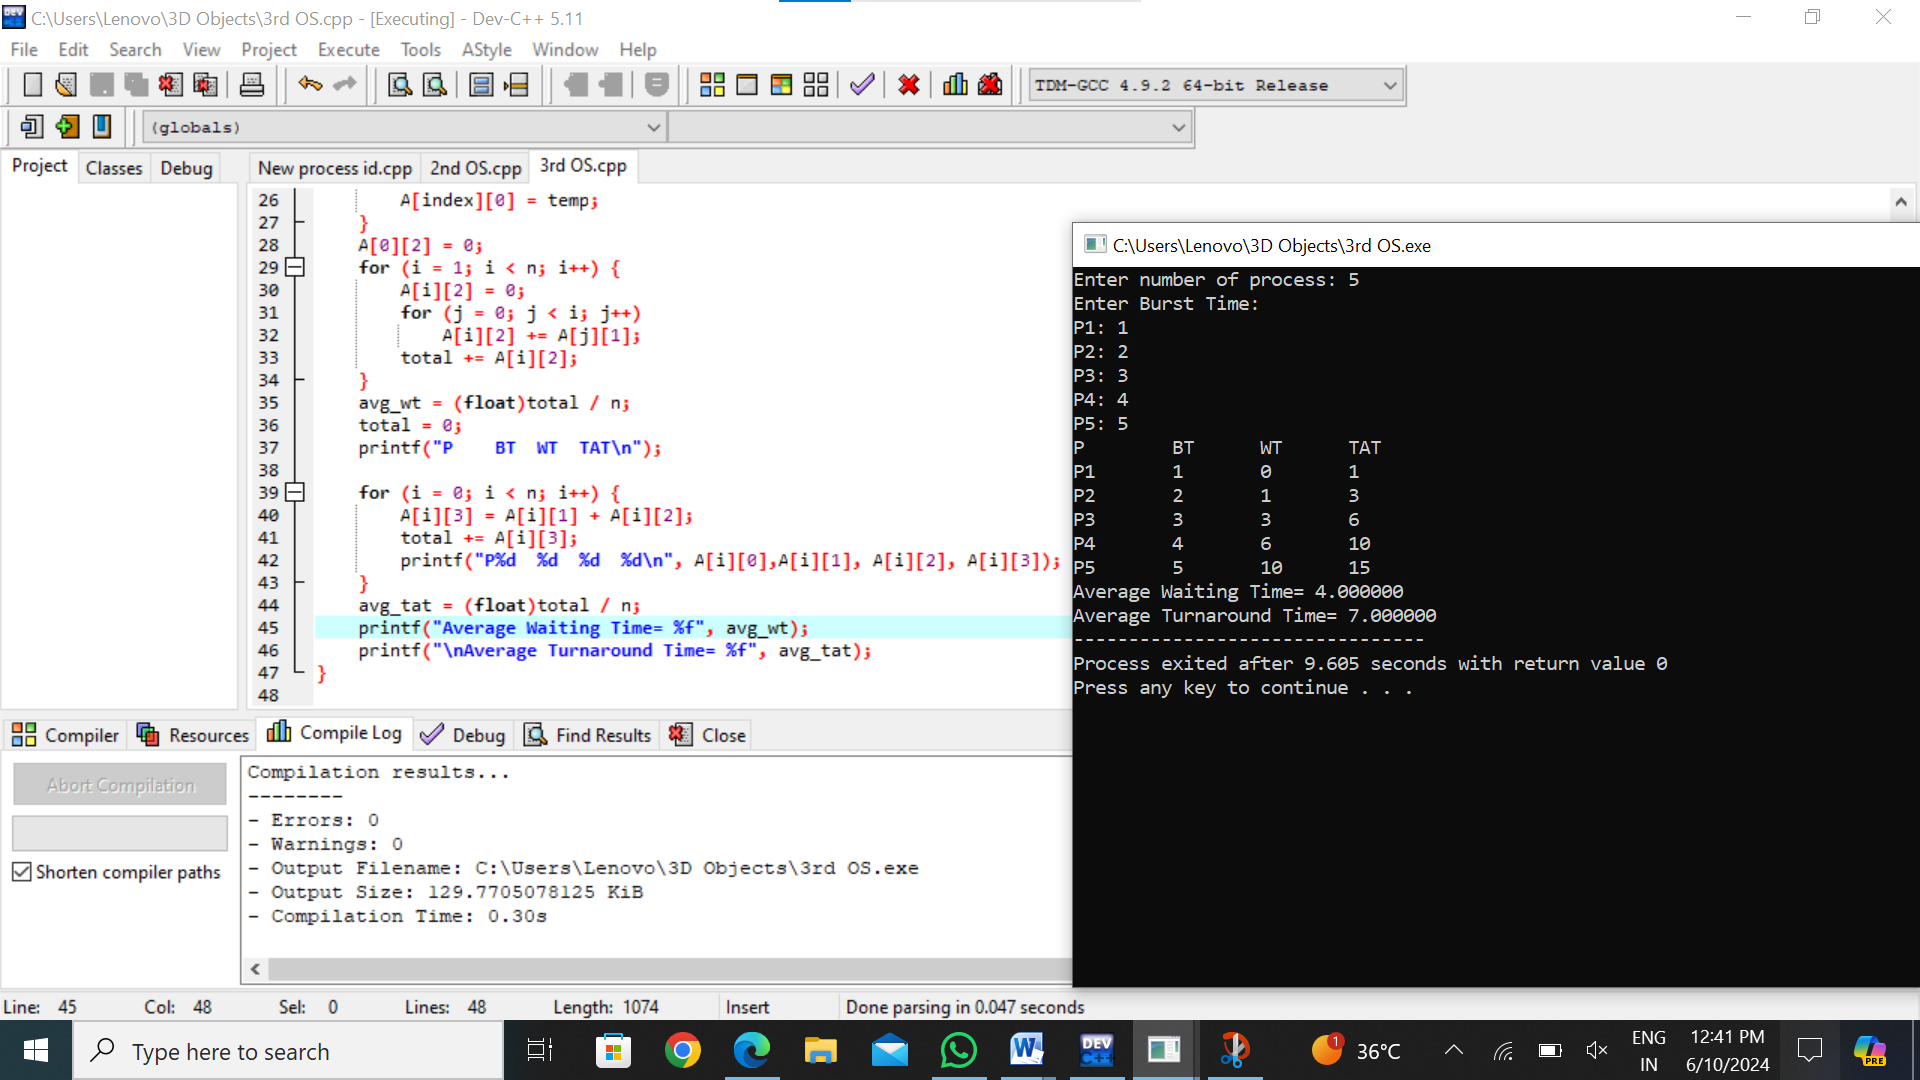 C:\Users\Lenovo\3D Objects\3rd OS.cpp - [Executing] - Dev-C++ 5.11
File Edit Search View Project Execute Tools AStyle Window Help
TDM-GCC 4.9.2 64-bit Release
(globals)
Project Classes Debug
New process id.cpp 2nd OS.cpp 3rd OS.cpp
26 A[index][0] = temp;
27 }
28 A[0][2] = 0;
29 for (i = 1; i < n; i++) {
30 A[i][2] = 0;
31 for (j = 0; j < i; j++)
32 A[i][2] += A[j][1];
33 total += A[i][2];
34 }
35 avg_wt = (float)total / n;
36 total = 0;
37 printf("P    BT  WT  TAT\n");
38
39 for (i = 0; i < n; i++) {
40 A[i][3] = A[i][1] + A[i][2];
41 total += A[i][3];
42 printf("P%d  %d  %d  %d\n", A[i][0],A[i][1], A[i][2], A[i][3]);
43 }
44 avg_tat = (float)total / n;
45 printf("Average Waiting Time= %f", avg_wt);
46 printf("\nAverage Turnaround Time= %f", avg_tat);
47 }
48
C:\Users\Lenovo\3D Objects\3rd OS.exe
Enter number of process: 5
Enter Burst Time:
P1: 1
P2: 2
P3: 3
P4: 4
P5: 5
P BT WT TAT
P1 1 0 1
P2 2 1 3
P3 3 3 6
P4 4 6 10
P5 5 10 15
Average Waiting Time= 4.000000
Average Turnaround Time= 7.000000
--------------------------------
Process exited after 9.605 seconds with return value 0
Press any key to continue . . .
Compiler Resources Compile Log Debug Find Results Close
Abort Compilation
Shorten compiler paths
Compilation results...
--------
- Errors: 0
- Warnings: 0
- Output Filename: C:\Users\Lenovo\3D Objects\3rd OS.exe
- Output Size: 129.7705078125 KiB
- Compilation Time: 0.30s
Line: 45 Col: 48 Sel: 0 Lines: 48 Length: 1074 Insert Done parsing in 0.047 seconds
Type here to search
W
DEV
C++
1
36°C
ENG
IN
12:41 PM
6/10/2024
PRE